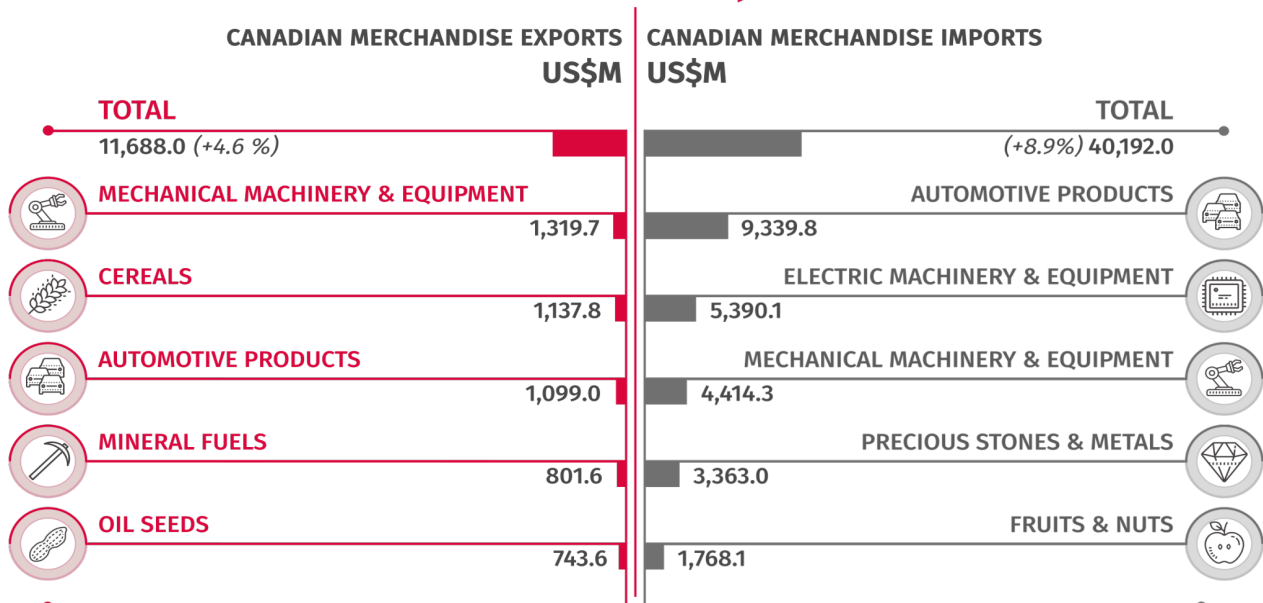 CANADIAN MERCHANDISE EXPORTS
US$M
TOTAL
11,688.0 (+4.6 %)
MECHANICAL MACHINERY & EQUIPMENT
1,319.7
CEREALS
1,137.8
AUTOMOTIVE PRODUCTS
1,099.0
MINERAL FUELS
801.6
OIL SEEDS
743.6
CANADIAN MERCHANDISE IMPORTS
US$M
TOTAL
(+8.9%) 40,192.0
AUTOMOTIVE PRODUCTS
9,339.8
ELECTRIC MACHINERY & EQUIPMENT
5,390.1
MECHANICAL MACHINERY & EQUIPMENT
4,414.3
PRECIOUS STONES & METALS
3,363.0
FRUITS & NUTS
1,768.1